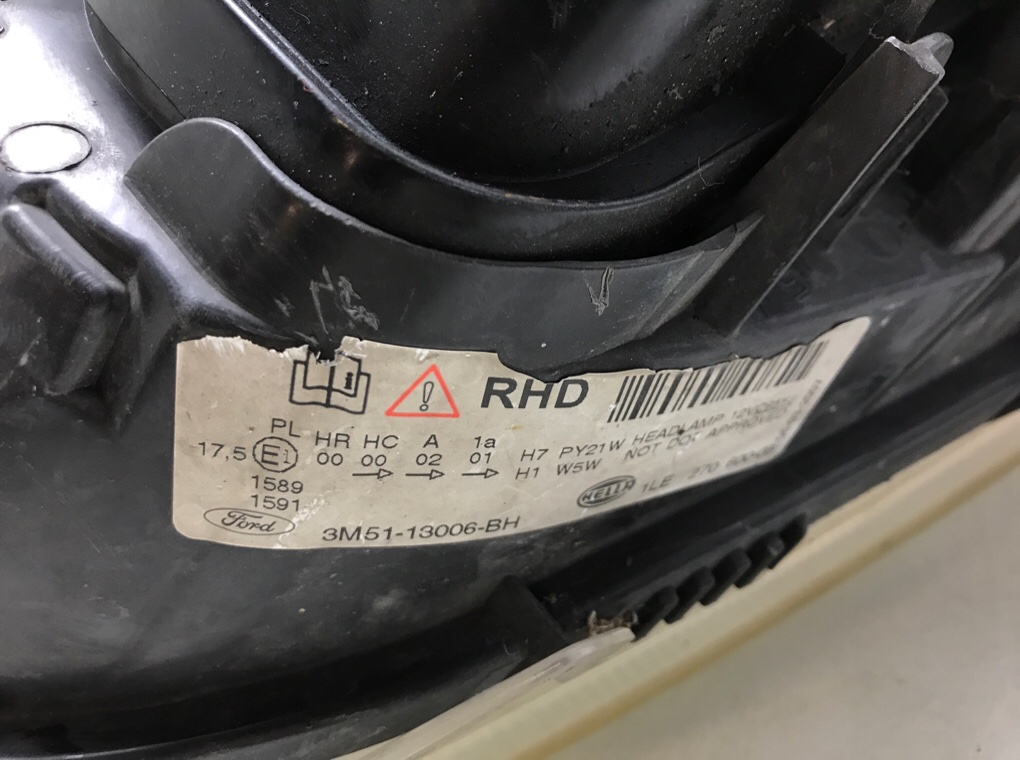 RHD
PL HR HC A 1a
17,5 E1 00 00 02 01 H7 PY21W HEADLAMP
1589 H1 W5W NOT DOT APPROVED
1591 HELLA 1LE 270
Ford 3M51-13006-BH